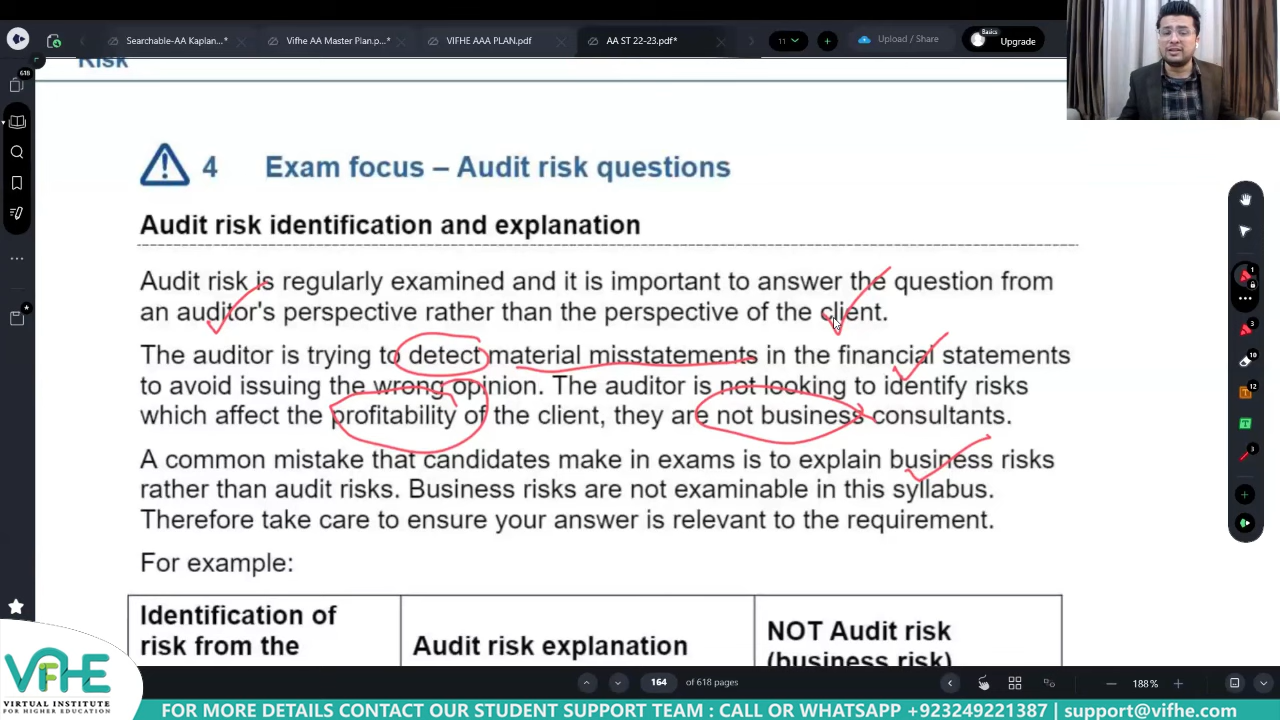 Searchable-AA Kaplan...*
Vifhe AA Master Plan.p...*
VIFHE AAA PLAN.pdf
AA ST 22-23.pdf*
11
Upload / Share
Basics
Upgrade
618
Risk
4 Exam focus – Audit risk questions
Audit risk identification and explanation
Audit risk is regularly examined and it is important to answer the question from
an auditor's perspective rather than the perspective of the client.
The auditor is trying to detect material misstatements in the financial statements
to avoid issuing the wrong opinion. The auditor is not looking to identify risks
which affect the profitability of the client, they are not business consultants.
A common mistake that candidates make in exams is to explain business risks
rather than audit risks. Business risks are not examinable in this syllabus.
Therefore take care to ensure your answer is relevant to the requirement.
For example:
Identification of
risk from the
Audit risk explanation
NOT Audit risk
(business risk)
1
3
12
3
164 of 618 pages
188%
VIFHE
VIRTUAL INSTITUTE
FOR HIGHER EDUCATION
FOR MORE DETAILS CONTACT OUR STUDENT SUPPORT TEAM : CALL OR WHATSAPP +923249221387 | support@vifhe.com